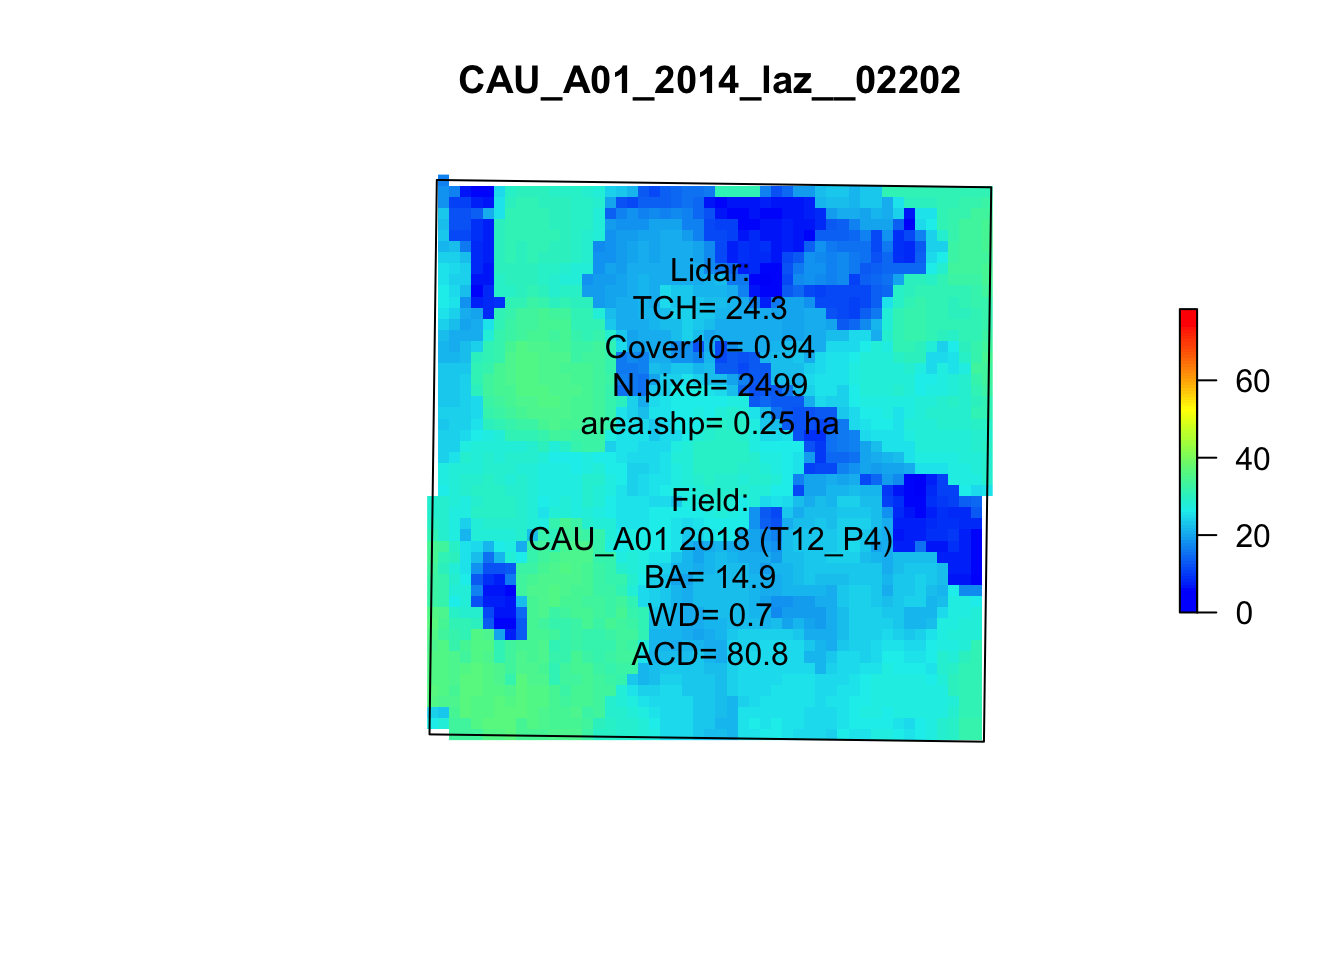 CAU_A01_2014_laz__02202
Lidar:
TCH= 24.3
Cover10= 0.94
N.pixel= 2499
area.shp= 0.25 ha
Field:
CAU_A01 2018 (T12_P4)
BA= 14.9
WD= 0.7
ACD= 80.8
60
40
20
0